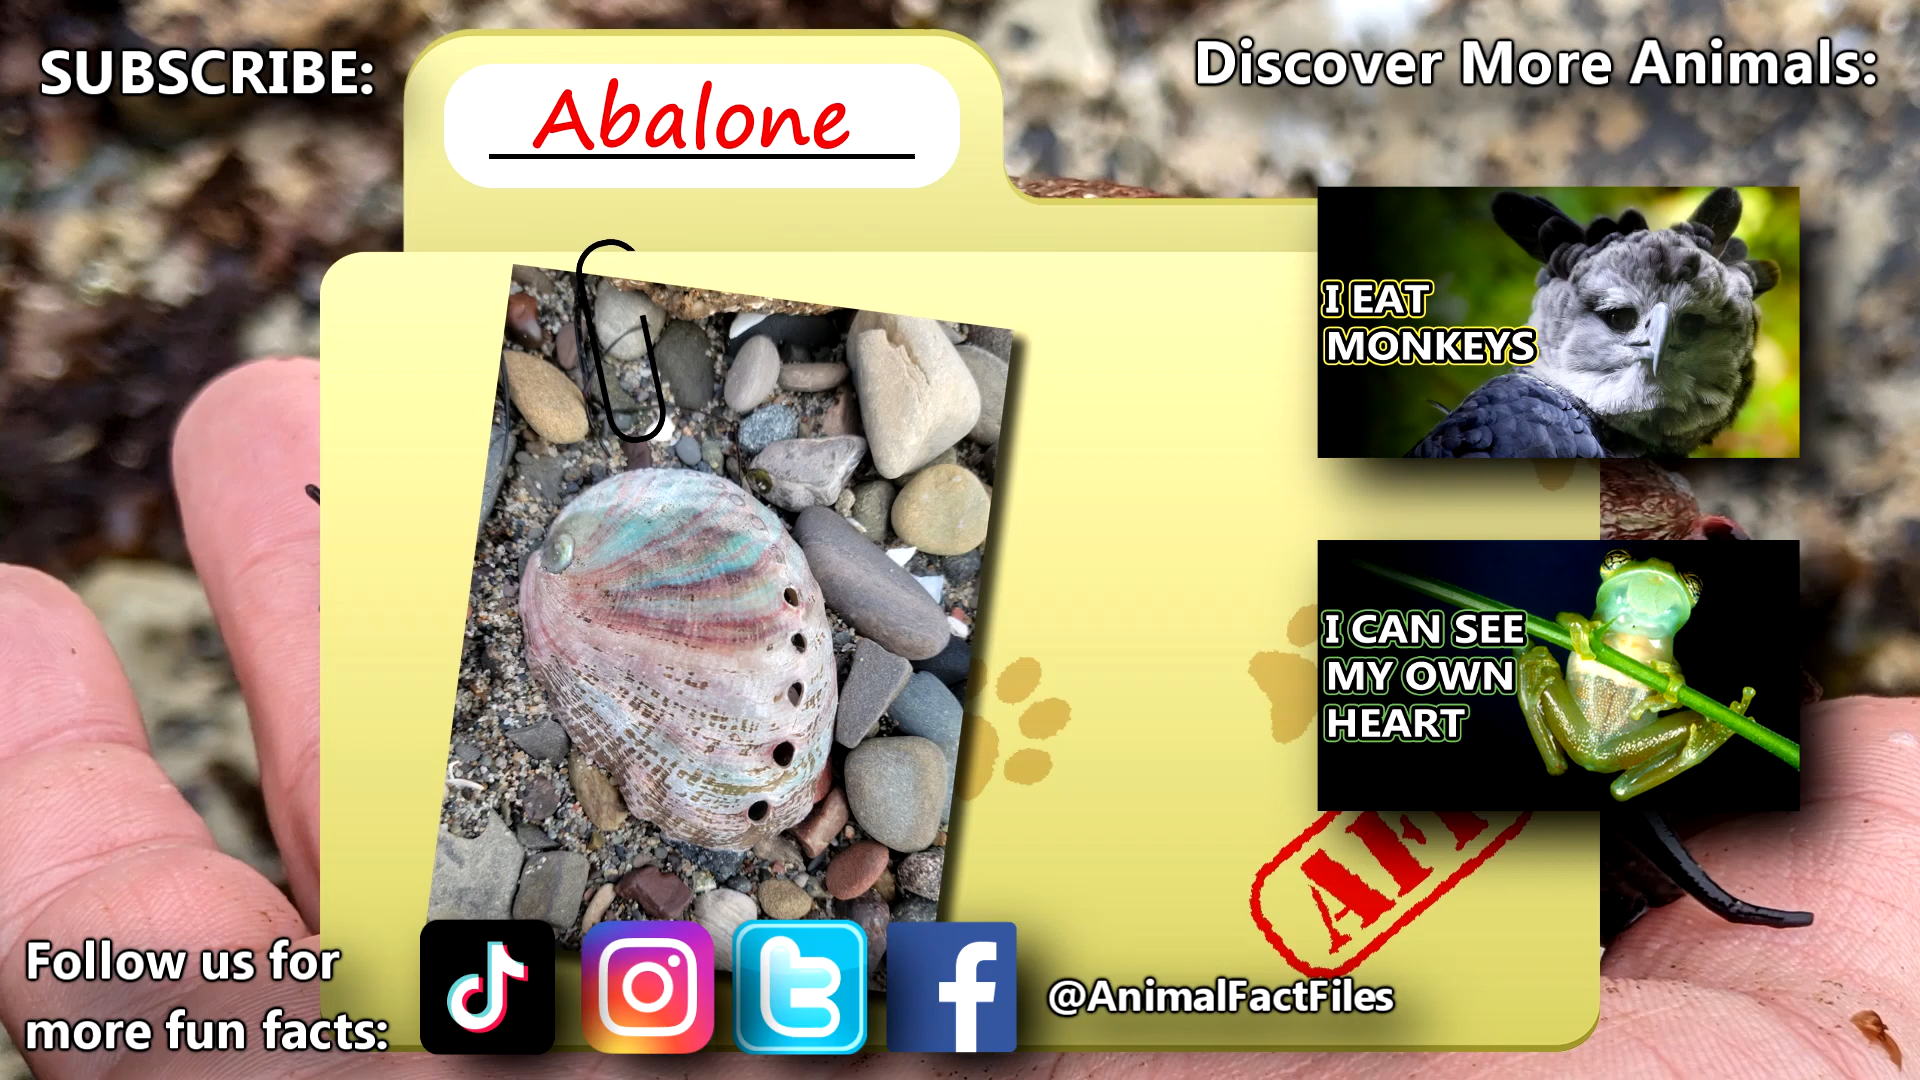 SUBSCRIBE:
Abalone
Discover More Animals:
I EAT
MONKEYS
I CAN SEE
MY OWN
HEART
Follow us for
more fun facts:
@AnimalFactFiles